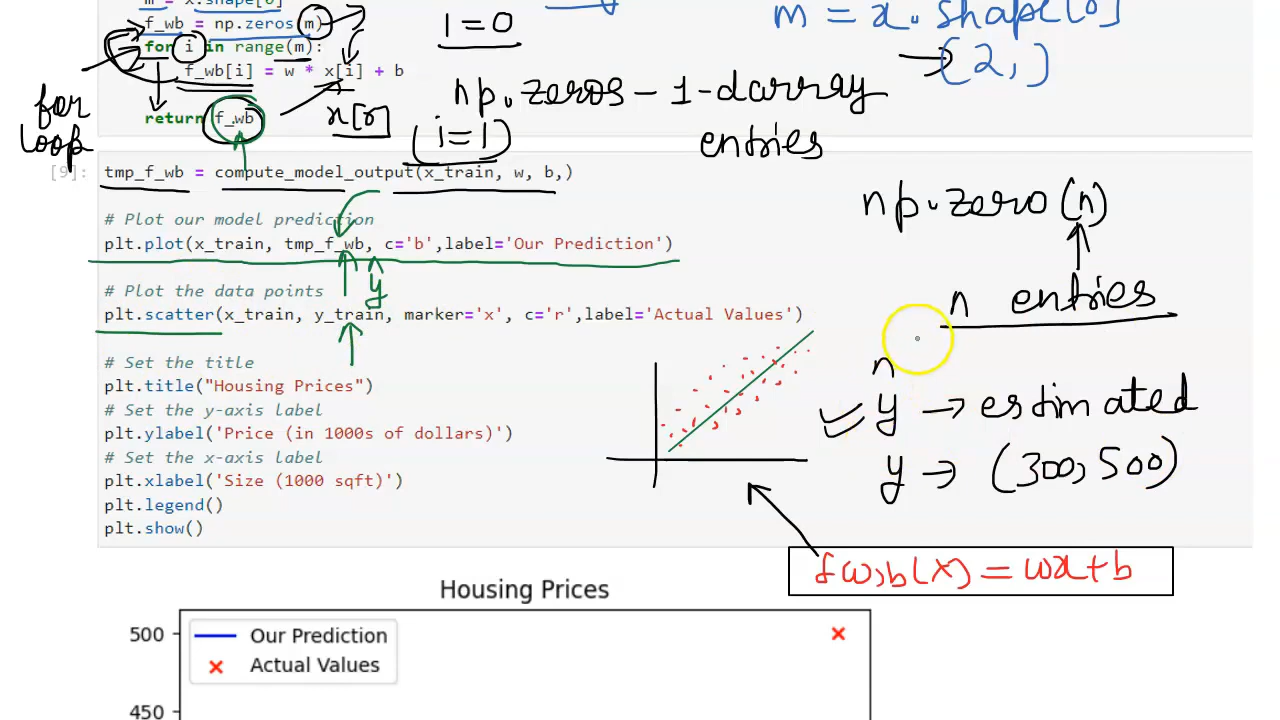 m = x.shape[0]
m = x.shape[0]
f_wb = np.zeros(m)
i=0
for i in range(m):
(2,)
f_wb[i] = w * x[i] + b
np.zeros - 1-darray
for
loop
return f_wb
x[r]
(i=1)
entries
[9]: tmp_f_wb = compute_model_output(x_train, w, b,)
np.zero(n)
# Plot our model prediction
plt.plot(x_train, tmp_f_wb, c='b',label='Our Prediction')
y
# Plot the data points
n entries
plt.scatter(x_train, y_train, marker='x', c='r',label='Actual Values')
# Set the title
n
plt.title("Housing Prices")
y → estimated
# Set the y-axis label
plt.ylabel('Price (in 1000s of dollars)')
# Set the x-axis label
y → (300,500)
plt.xlabel('Size (1000 sqft)')
plt.legend()
plt.show()
fw,b(x) = wx+b
Housing Prices
500
Our Prediction
Actual Values
450